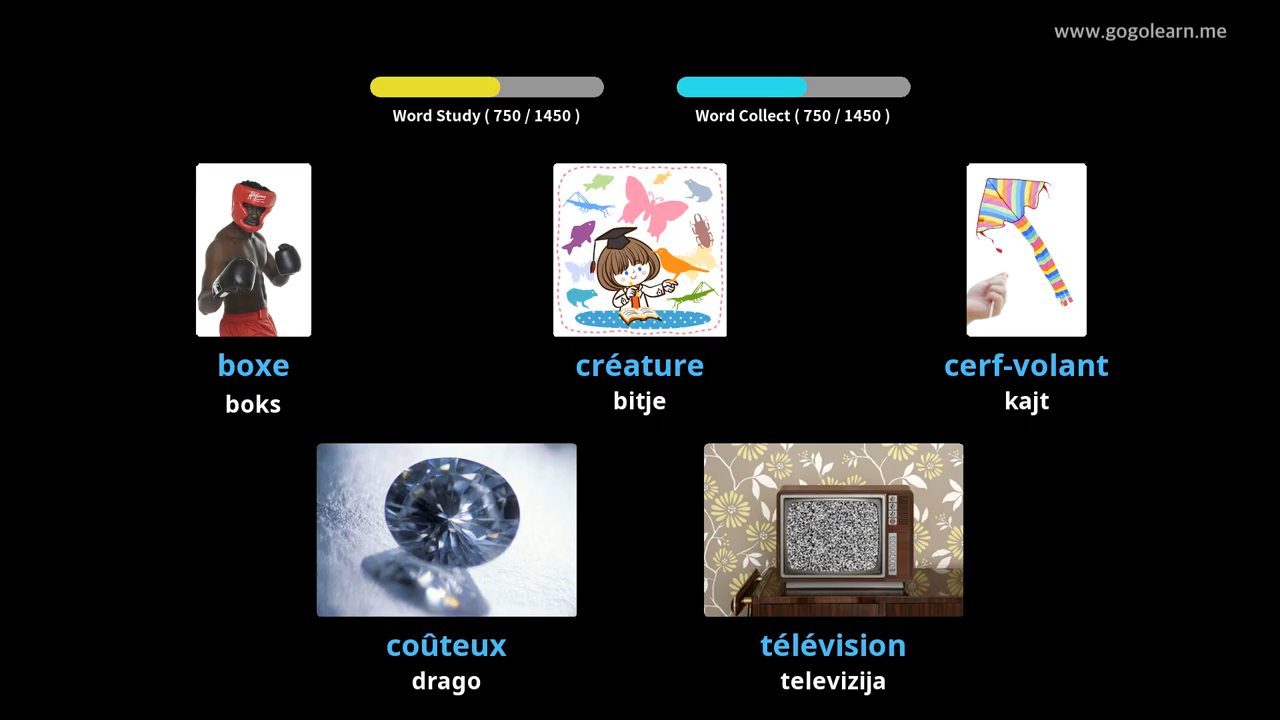 www.gogolearn.me
Word Study ( 750 / 1450 )
Word Collect ( 750 / 1450 )
boxe
boks
créature
bitje
cerf-volant
kajt
coûteux
drago
télévision
televizija